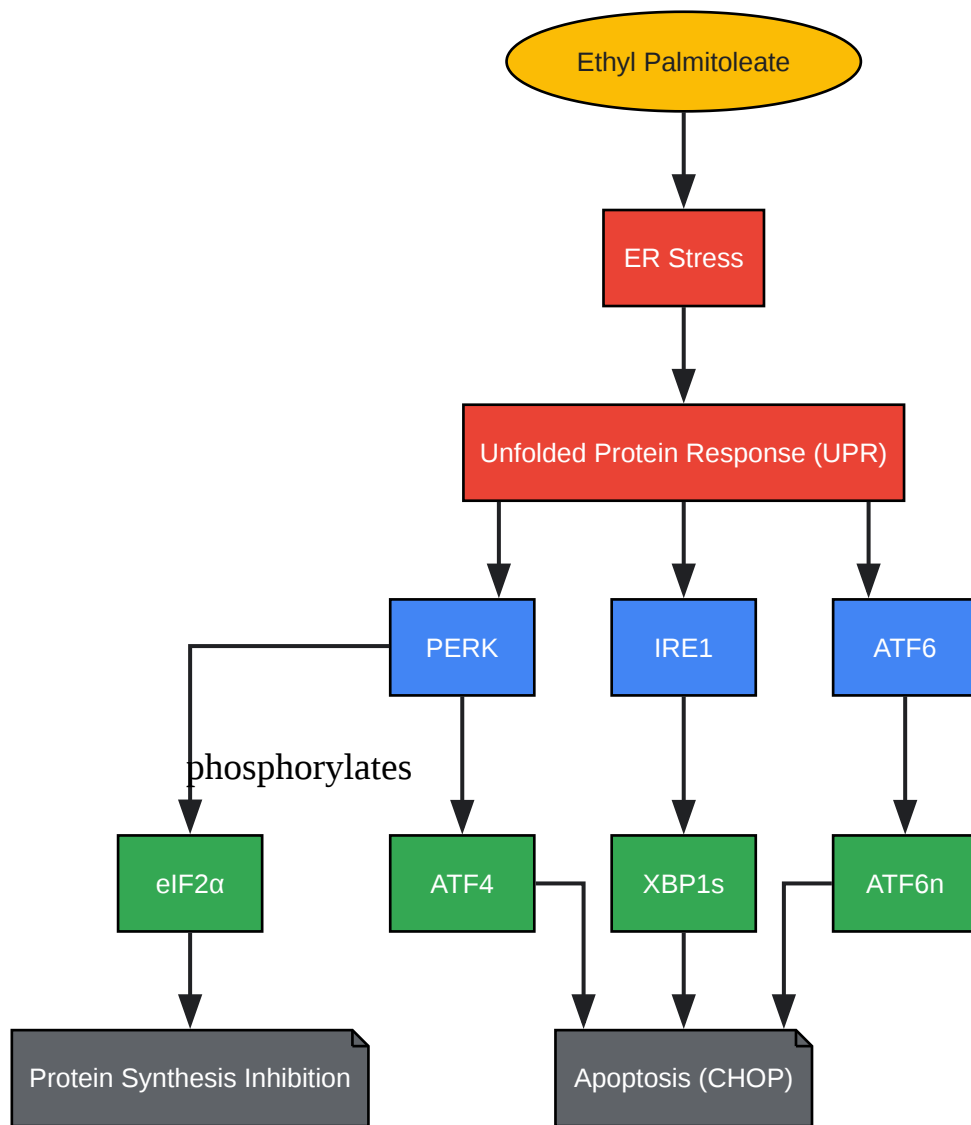 Ethyl Palmitoleate
ER Stress
Unfolded Protein Response (UPR)
PERK
IRE1
ATF6
phosphorylates
eIF2α
ATF4
XBP1s
ATF6n
Protein Synthesis Inhibition
Apoptosis (CHOP)